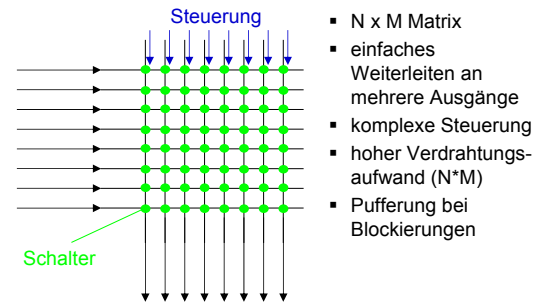 Steuerung
Schalter
▪ N x M Matrix
▪ einfaches
Weiterleiten an
mehrere Ausgänge
▪ komplexe Steuerung
▪ hoher Verdrahtungs-
aufwand (N*M)
▪ Pufferung bei
Blockierungen